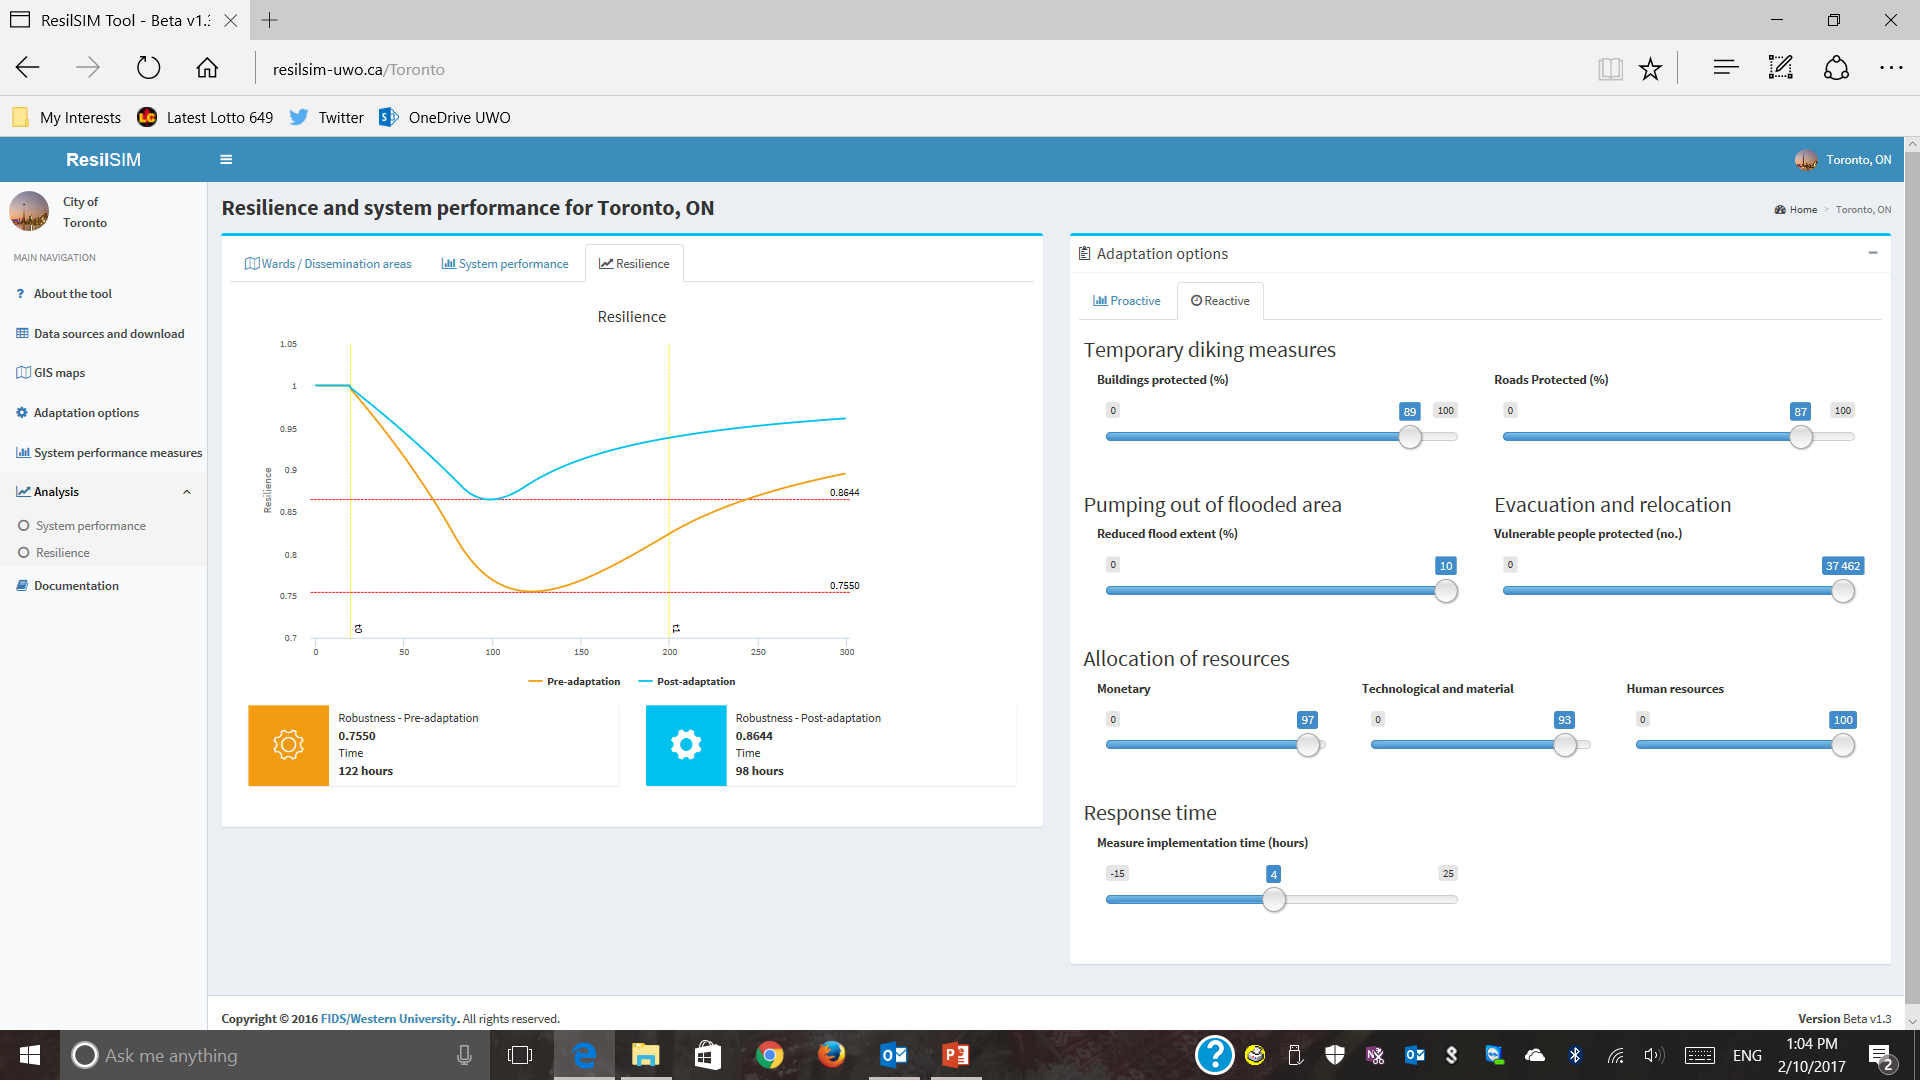 ResilSIM Tool - Beta v1.
resilsim-uwo.ca/Toronto
My Interests
Latest Lotto 649
Twitter
OneDrive UWO
ResilSIM
Toronto, ON
City of
Toronto
MAIN NAVIGATION
About the tool
Data sources and download
GIS maps
Adaptation options
System performance measures
Analysis
System performance
Resilience
Documentation
Resilience and system performance for Toronto, ON
Home > Toronto, ON
Wards / Dissemination areas
System performance
Resilience
Resilience
Resilience
1.05
1
0.95
0.9
0.85
0.8
0.75
0.7
0.8644
0.7550
t0
t1
0 50 100 150 200 250 300
Pre-adaptation Post-adaptation
Robustness - Pre-adaptation
0.7550
Time
122 hours
Robustness - Post-adaptation
0.8644
Time
98 hours
Adaptation options
Proactive
Reactive
Temporary diking measures
Buildings protected (%)
0 89 100
Roads Protected (%)
0 87 100
Pumping out of flooded area
Reduced flood extent (%)
0 10
Evacuation and relocation
Vulnerable people protected (no.)
0 37 462
Allocation of resources
Monetary
0 97
Technological and material
0 93
Human resources
0 100
Response time
Measure implementation time (hours)
-15 4 25
Copyright © 2016 FIDS/Western University. All rights reserved.
Version Beta v1.3
Ask me anything
ENG
1:04 PM
2/10/2017
2